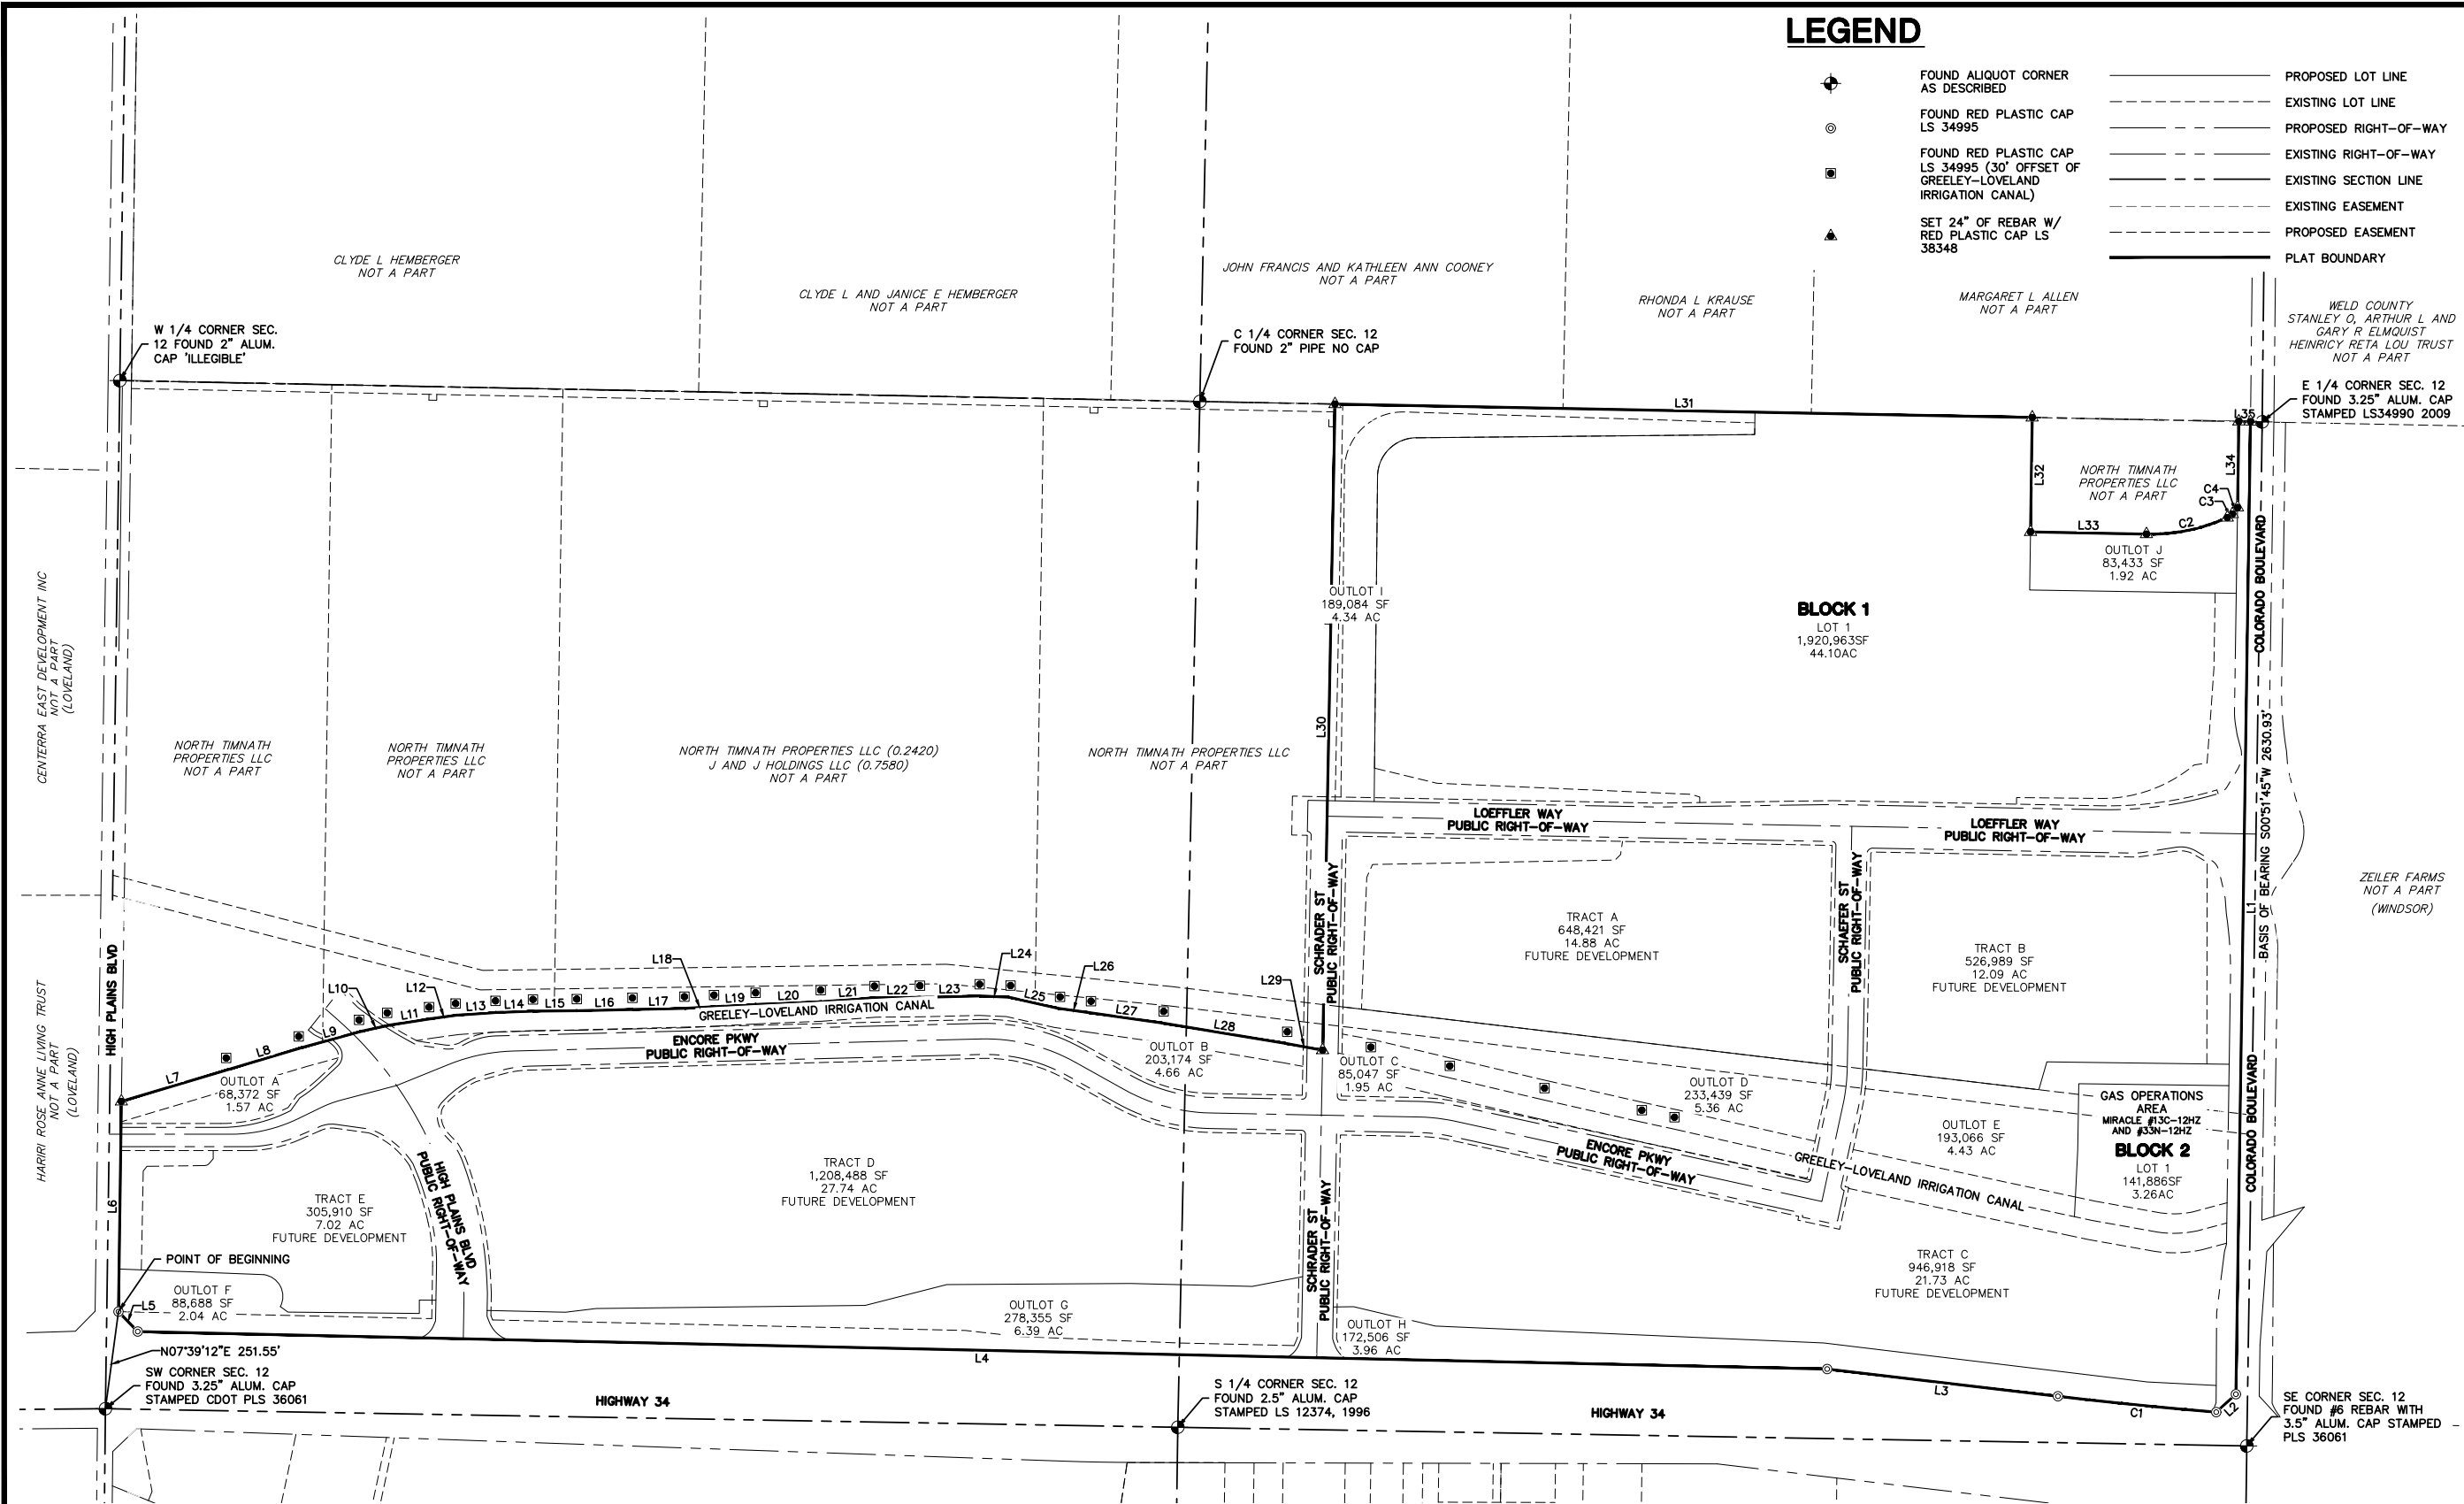 LEGEND
FOUND ALIQUOT CORNER
AS DESCRIBED
FOUND RED PLASTIC CAP
LS 34995
FOUND RED PLASTIC CAP
LS 34995 (30' OFFSET OF
GREELEY-LOVELAND
IRRIGATION CANAL)
SET 24" OF REBAR W/
RED PLASTIC CAP LS
38348
PROPOSED LOT LINE
EXISTING LOT LINE
PROPOSED RIGHT-OF-WAY
EXISTING RIGHT-OF-WAY
EXISTING SECTION LINE
EXISTING EASEMENT
PROPOSED EASEMENT
PLAT BOUNDARY
CLYDE L HEMBERGER
NOT A PART
CLYDE L AND JANICE E HEMBERGER
NOT A PART
JOHN FRANCIS AND KATHLEEN ANN COONEY
NOT A PART
RHONDA L KRAUSE
NOT A PART
MARGARET L ALLEN
NOT A PART
WELD COUNTY
STANLEY O, ARTHUR L AND
GARY R ELMQUIST
HEINRICY RETA LOU TRUST
NOT A PART
W 1/4 CORNER SEC.
12 FOUND 2" ALUM.
CAP 'ILLEGIBLE'
C 1/4 CORNER SEC. 12
FOUND 2" PIPE NO CAP
E 1/4 CORNER SEC. 12
FOUND 3.25" ALUM. CAP
STAMPED LS34990 2009
L31
L35
L32
L34
NORTH TIMNATH
PROPERTIES LLC
NOT A PART
C4
C3
C2
L33
OUTLOT J
83,433 SF
1.92 AC
COLORADO BOULEVARD
CENTERRA EAST DEVELOPMENT INC
NOT A PART
(LOVELAND)
OUTLOT I
189,084 SF
4.34 AC
BLOCK 1
LOT 1
1,920,963SF
44.10AC
L30
NORTH TIMNATH
PROPERTIES LLC
NOT A PART
NORTH TIMNATH
PROPERTIES LLC
NOT A PART
NORTH TIMNATH PROPERTIES LLC (0.2420)
J AND J HOLDINGS LLC (0.7580)
NOT A PART
NORTH TIMNATH PROPERTIES LLC
NOT A PART
BASIS OF BEARING S00°51'45"W 2630.93'
L1
LOEFFLER WAY
PUBLIC RIGHT-OF-WAY
LOEFFLER WAY
PUBLIC RIGHT-OF-WAY
ZEILER FARMS
NOT A PART
(WINDSOR)
SCHRADER ST
PUBLIC RIGHT-OF-WAY
SCHAEFER ST
PUBLIC RIGHT-OF-WAY
TRACT A
648,421 SF
14.88 AC
FUTURE DEVELOPMENT
TRACT B
526,989 SF
12.09 AC
FUTURE DEVELOPMENT
HARIRI ROSE ANNE LIVING TRUST
NOT A PART
(LOVELAND)
HIGH PLAINS BLVD
L7
L8
L9
L10
L11
L12
L13
L14
L15
L16
L17
L18
L19
L20
L21
L22
L23
L24
L25
L26
L27
L28
L29
GREELEY-LOVELAND IRRIGATION CANAL
ENCORE PKWY
PUBLIC RIGHT-OF-WAY
OUTLOT A
68,372 SF
1.57 AC
OUTLOT B
203,174 SF
4.66 AC
OUTLOT C
85,047 SF
1.95 AC
OUTLOT D
233,439 SF
5.36 AC
OUTLOT E
193,066 SF
4.43 AC
GAS OPERATIONS
AREA
MIRACLE #13C-12HZ
AND #33N-12HZ
BLOCK 2
LOT 1
141,886SF
3.26AC
COLORADO BOULEVARD
ENCORE PKWY
PUBLIC RIGHT-OF-WAY
GREELEY-LOVELAND IRRIGATION CANAL
L6
TRACT E
305,910 SF
7.02 AC
FUTURE DEVELOPMENT
HIGH PLAINS BLVD
PUBLIC RIGHT-OF-WAY
TRACT D
1,208,488 SF
27.74 AC
FUTURE DEVELOPMENT
SCHRADER ST
PUBLIC RIGHT-OF-WAY
TRACT C
946,918 SF
21.73 AC
FUTURE DEVELOPMENT
POINT OF BEGINNING
OUTLOT F
88,688 SF
2.04 AC
L5
OUTLOT G
278,355 SF
6.39 AC
OUTLOT H
172,506 SF
3.96 AC
L4
L3
C1
L2
N07°39'12"E 251.55'
SW CORNER SEC. 12
FOUND 3.25" ALUM. CAP
STAMPED CDOT PLS 36061
HIGHWAY 34
S 1/4 CORNER SEC. 12
FOUND 2.5" ALUM. CAP
STAMPED LS 12374, 1996
HIGHWAY 34
SE CORNER SEC. 12
FOUND #6 REBAR WITH
3.5" ALUM. CAP STAMPED
PLS 36061